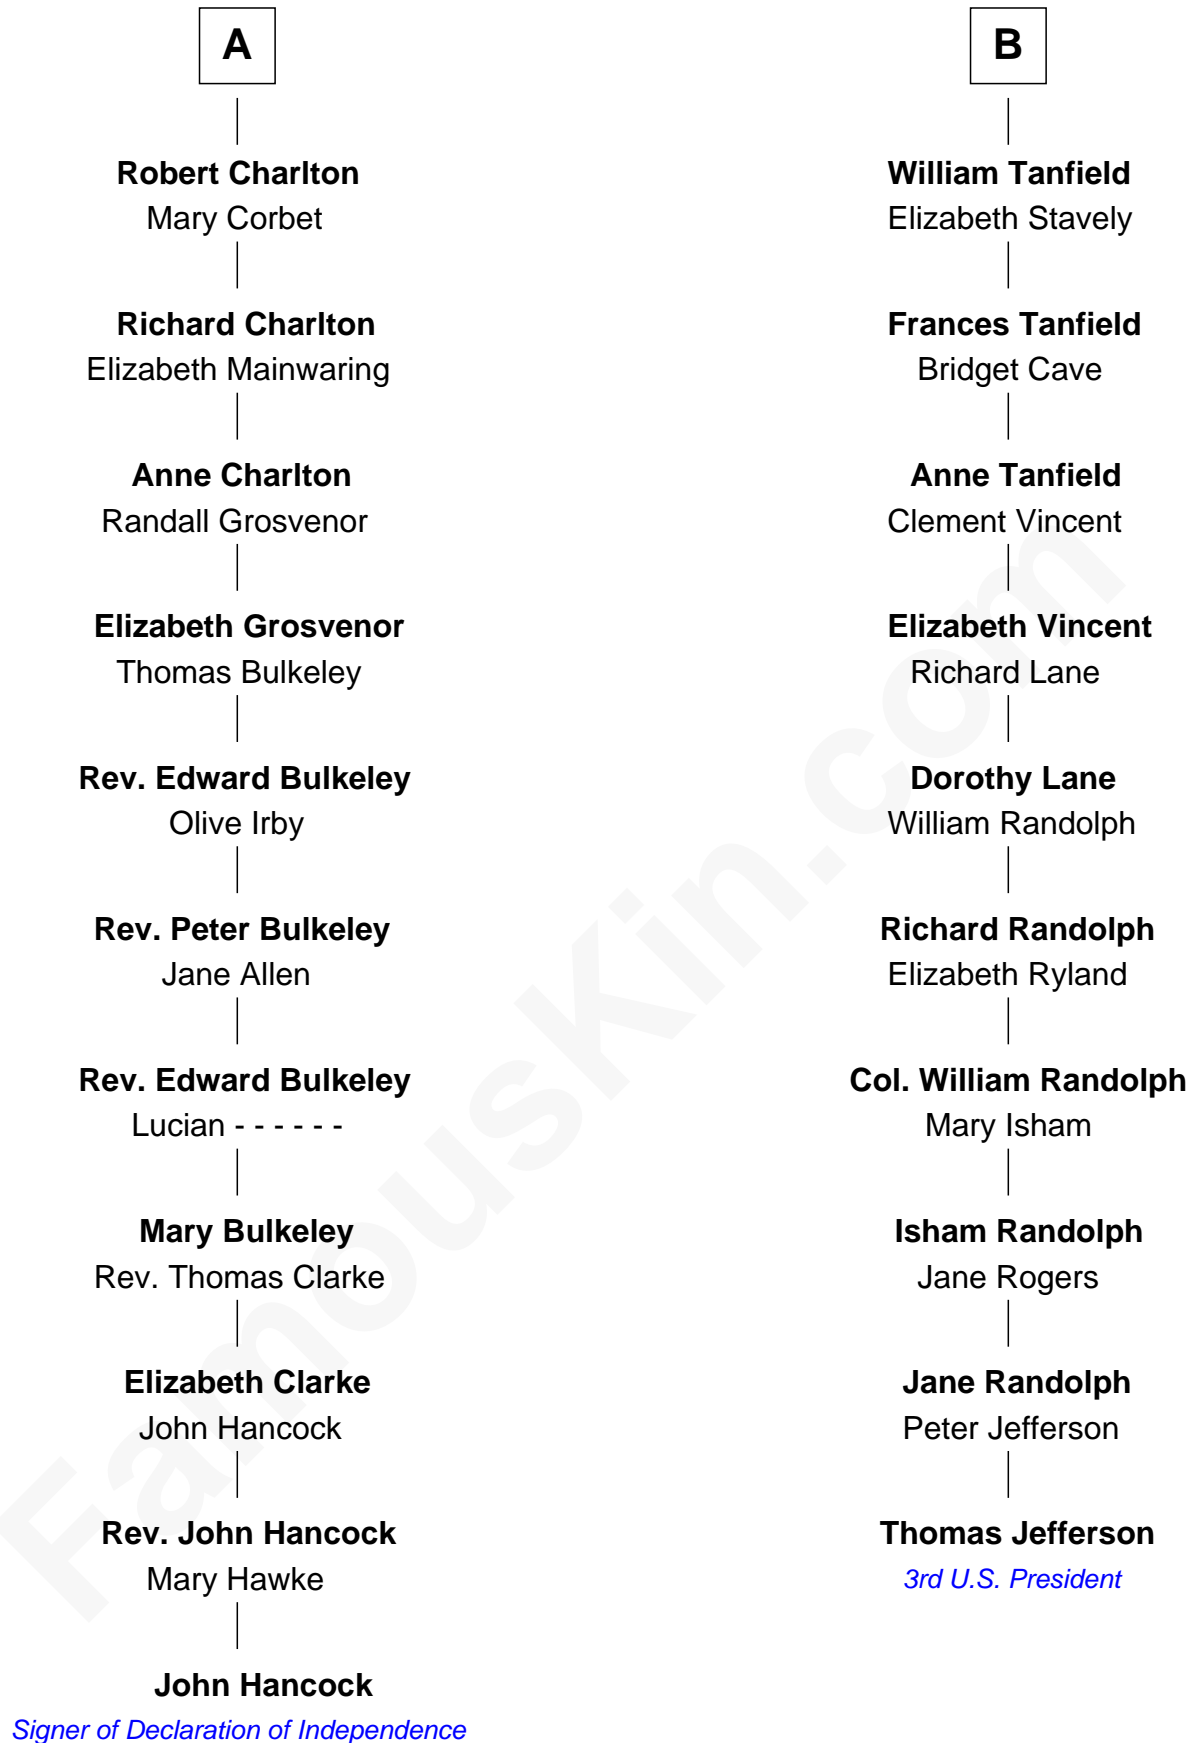 A
Robert Charlton
Mary Corbet
Richard Charlton
Elizabeth Mainwaring
Anne Charlton
Randall Grosvenor
Elizabeth Grosvenor
Thomas Bulkeley
Rev. Edward Bulkeley
Olive Irby
Rev. Peter Bulkeley
Jane Allen
Rev. Edward Bulkeley
Lucian - - - - - -
Mary Bulkeley
Rev. Thomas Clarke
Elizabeth Clarke
John Hancock
Rev. John Hancock
Mary Hawke
John Hancock
Signer of Declaration of Independence
B
William Tanfield
Elizabeth Stavely
Frances Tanfield
Bridget Cave
Anne Tanfield
Clement Vincent
Elizabeth Vincent
Richard Lane
Dorothy Lane
William Randolph
Richard Randolph
Elizabeth Ryland
Col. William Randolph
Mary Isham
Isham Randolph
Jane Rogers
Jane Randolph
Peter Jefferson
Thomas Jefferson
3rd U.S. President
FamousKin.com